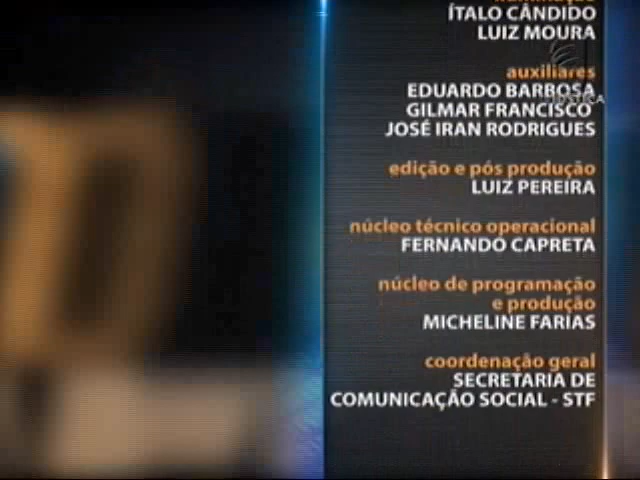 ÍTALO CÂNDIDO
LUIZ MOURA
auxiliares
EDUARDO BARBOSA
GILMAR FRANCISCO
JOSÉ IRAN RODRIGUES
edição e pós produção
LUIZ PEREIRA
núcleo técnico operacional
FERNANDO CAPRETA
núcleo de programação
e produção
MICHELINE FARIAS
coordenação geral
SECRETARIA DE
COMUNICAÇÃO SOCIAL - STF